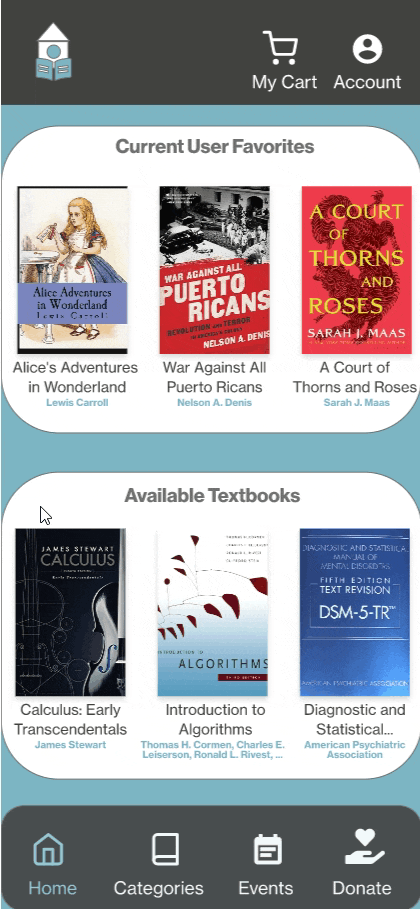 My Cart
Account
Current User Favorites
Alice Adventures
in Wonderland
Lewis Carroll
WAR AGAINST ALL
PUERTO
RICANS
REVOLUTION AND TERROR
NELSON A. DENIS
A COURT
OF
THORNS
AND
ROSES
SARAH J. MAAS
Alice's Adventures
in Wonderland
Lewis Carroll
War Against All
Puerto Ricans
Nelson A. Denis
A Court of
Thorns and Roses
Sarah J. Maas
Available Textbooks
JAMES STEWART
CALCULUS
Early Transcendentals
INTRODUCTION TO
ALGORITHMS
THIRD EDITION
DIAGNOSTIC AND STATISTICAL
MANUAL OF
MENTAL DISORDERS
FIFTH EDITION
TEXT REVISION
DSM-5-TR™
AMERICAN PSYCHIATRIC ASSOCIATION
Calculus: Early
Transcendentals
James Stewart
Introduction to
Algorithms
Thomas H. Cormen, Charles E.
Leiserson, Ronald L. Rivest, ...
Diagnostic and
Statistical...
American Psychiatric
Association
Home
Categories
Events
Donate